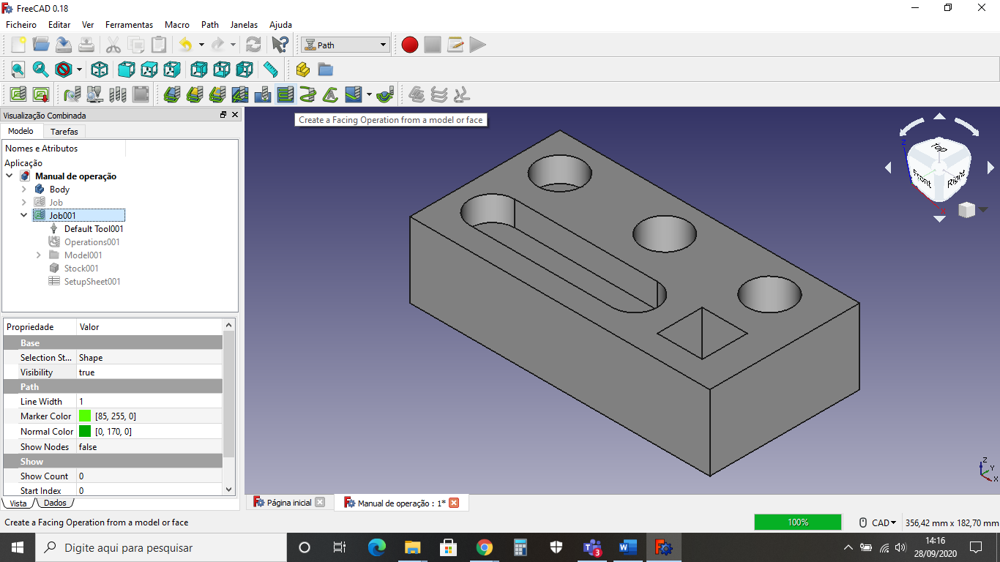 FreeCAD 0.18
Ficheiro Editar Ver Ferramentas Macro Path Janelas Ajuda
Path
Visualização Combinada
Create a Facing Operation from a model or face
Modelo Tarefas
Nomes e Atributos
Aplicação
Manual de operação
Body
Job
Job001
Default Tool001
Operations001
Model001
Stock001
SetupSheet001
Top
Front
Right
Z
X
Propriedade Valor
Base
Selection St... Shape
Visibility true
Path
Line Width 1
Marker Color [85, 255, 0]
Normal Color [0, 170, 0]
Show Nodes false
Show
Show Count 0
Start Index 0
Z
Y
X
Vista Dados
Página inicial
Manual de operação : 1*
Create a Facing Operation from a model or face
100%
CAD
356,42 mm x 182,70 mm
Digite aqui para pesquisar
3
14:16
28/09/2020